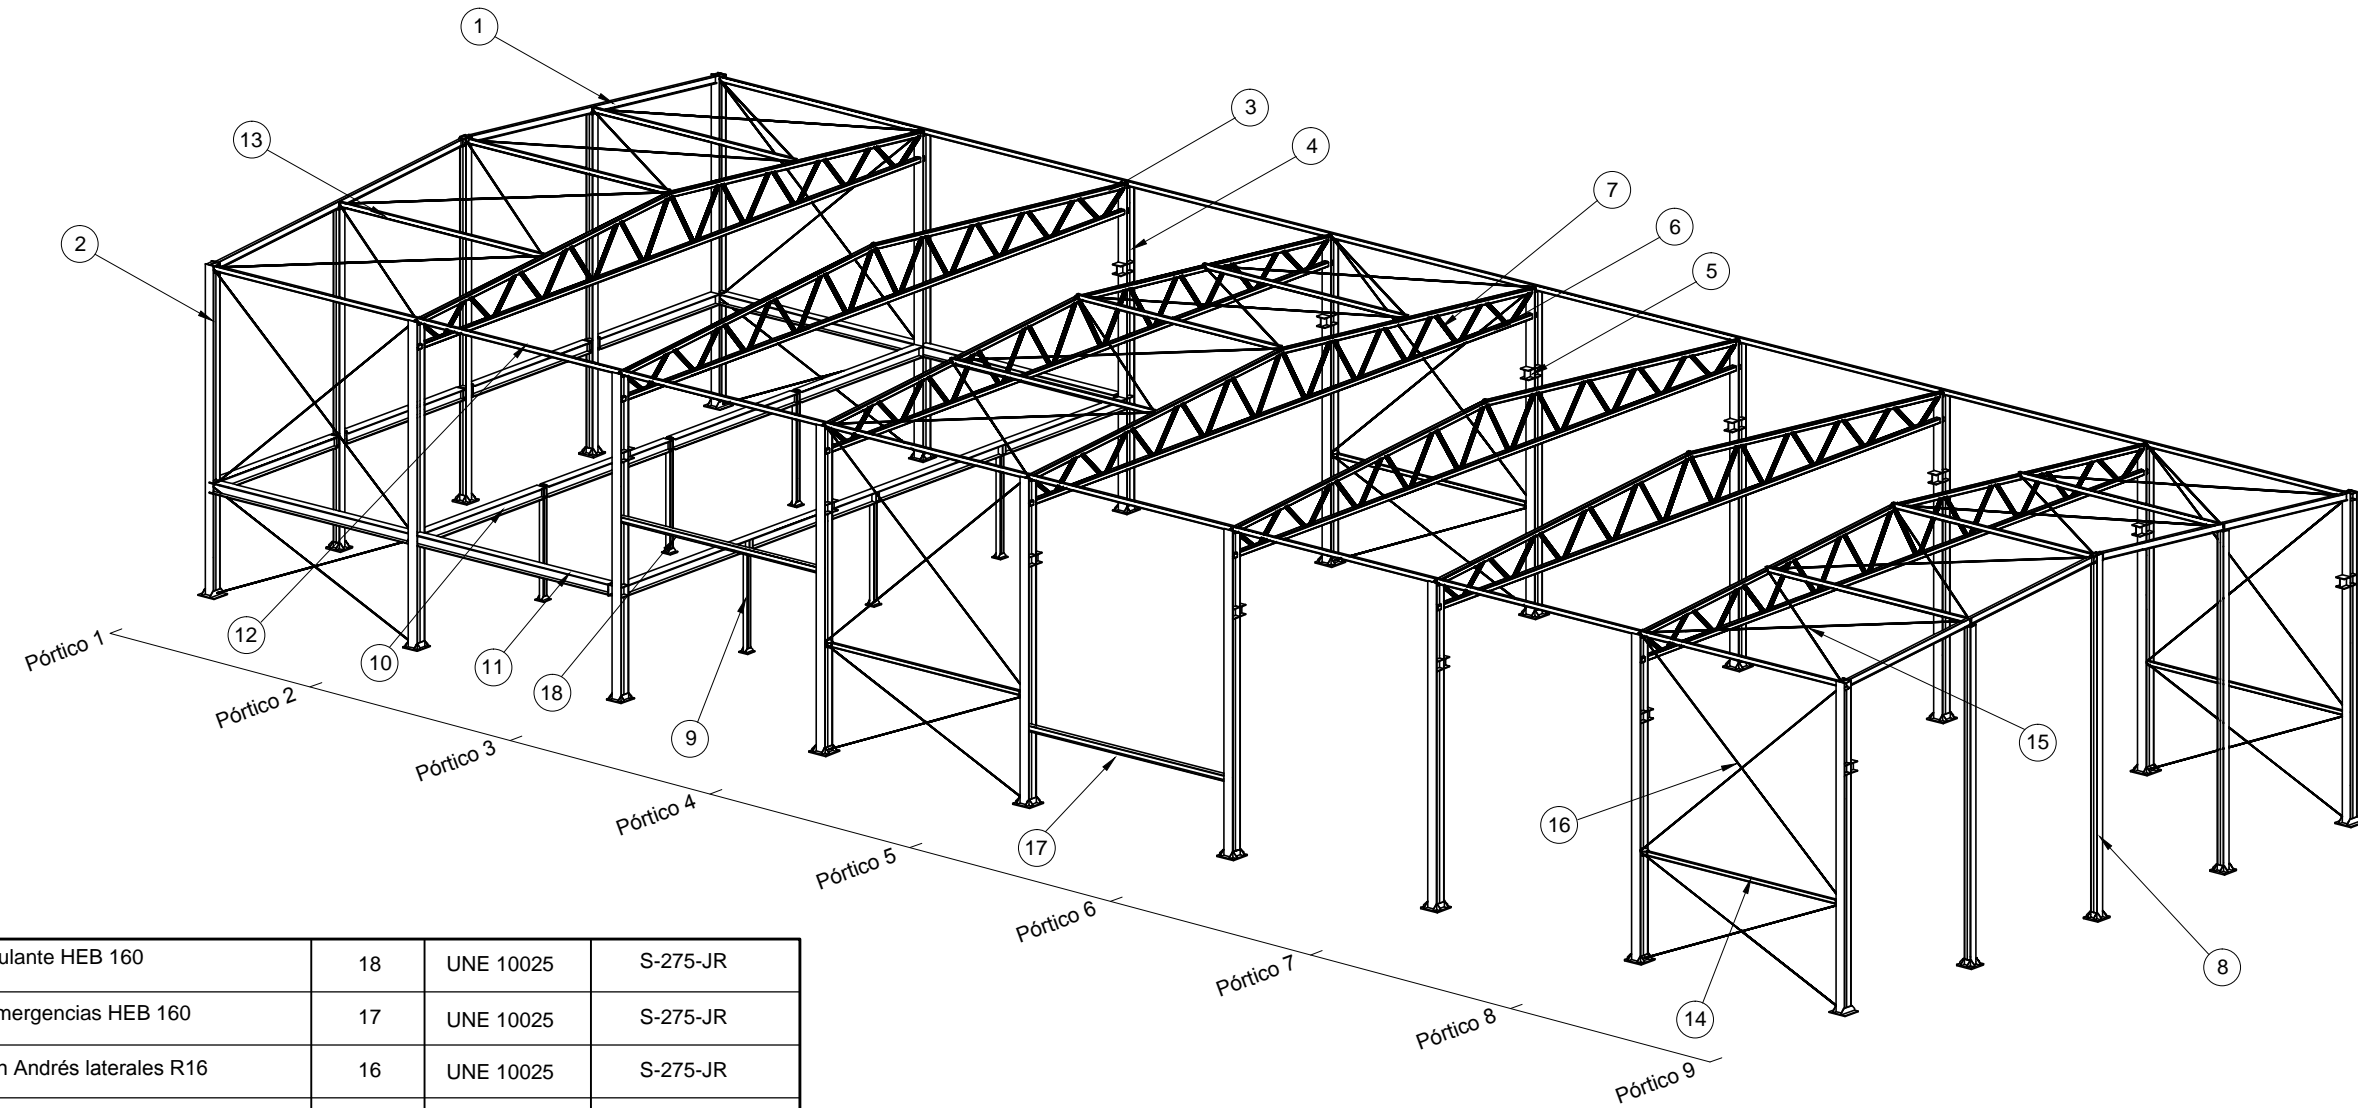 1
3
13
4
7
6
2
5
12
10
11
18
9
17
15
16
14
8
Pórtico 1
Pórtico 2
Pórtico 3
Pórtico 4
Pórtico 5
Pórtico 6
Pórtico 7
Pórtico 8
Pórtico 9
ulante HEB 160 18 UNE 10025 S-275-JR
mergencias HEB 160 17 UNE 10025 S-275-JR
n Andrés laterales R16 16 UNE 10025 S-275-JR